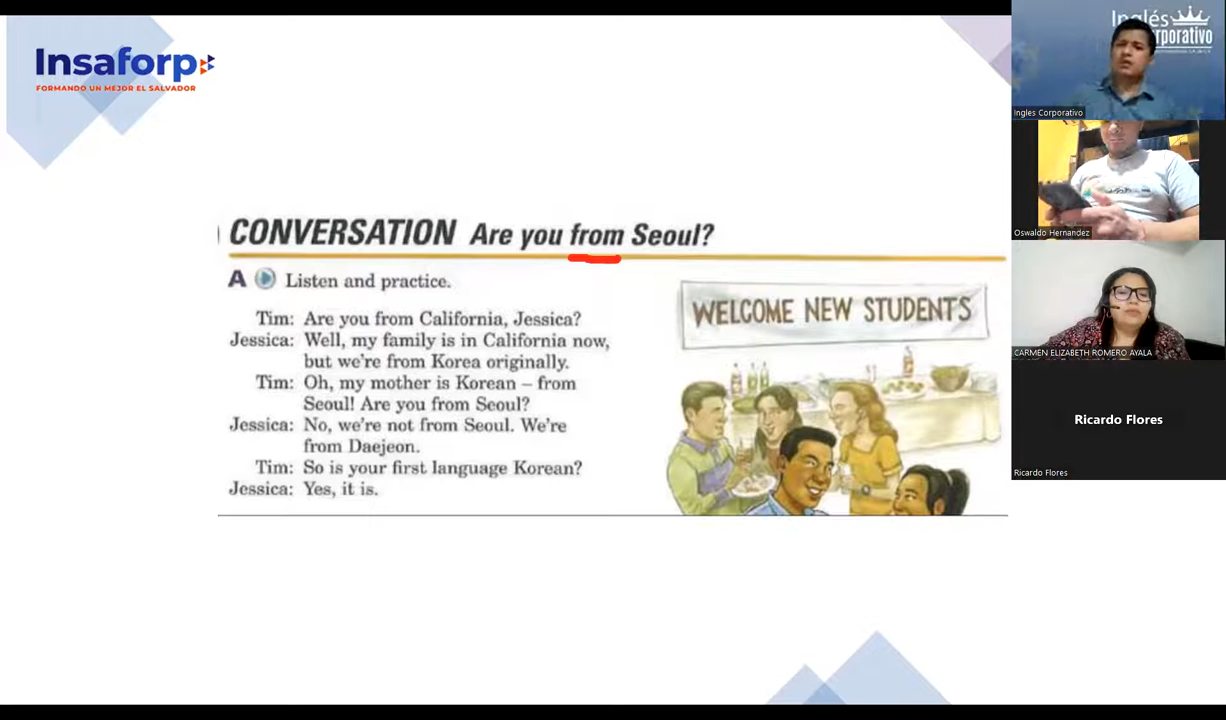 Insaforp
FORMANDO UN MEJOR EL SALVADOR
CONVERSATION Are you from Seoul?
A Listen and practice.
Tim: Are you from California, Jessica?
Jessica: Well, my family is in California now,
but we're from Korea originally.
Tim: Oh, my mother is Korean – from
Seoul! Are you from Seoul?
Jessica: No, we're not from Seoul. We're
from Daejeon.
Tim: So is your first language Korean?
Jessica: Yes, it is.
WELCOME NEW STUDENTS
Inglés
Ingles Corporativo
Oswaldo Hernandez
CARMEN ELIZABETH ROMERO AYALA
Ricardo Flores
Ricardo Flores